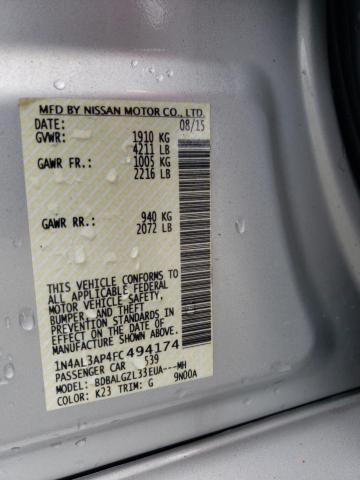 MFD BY NISSAN MOTOR CO., LTD.
DATE: 08/15
GVWR: 1910 KG
4211 LB
GAWR FR.: 1005 KG
2216 LB
GAWR RR.: 940 KG
2072 LB
THIS VEHICLE CONFORMS TO
ALL APPLICABLE FEDERAL
MOTOR VEHICLE SAFETY,
BUMPER, AND THEFT
PREVENTION STANDARDS
IN EFFECT ON THE DATE OF
MANUFACTURE SHOWN ABOVE.
1N4AL3AP4FC494174
PASSENGER CAR 539
MODEL: BDBALGZL33EUA---MH
COLOR: K23 TRIM: G 9N00A